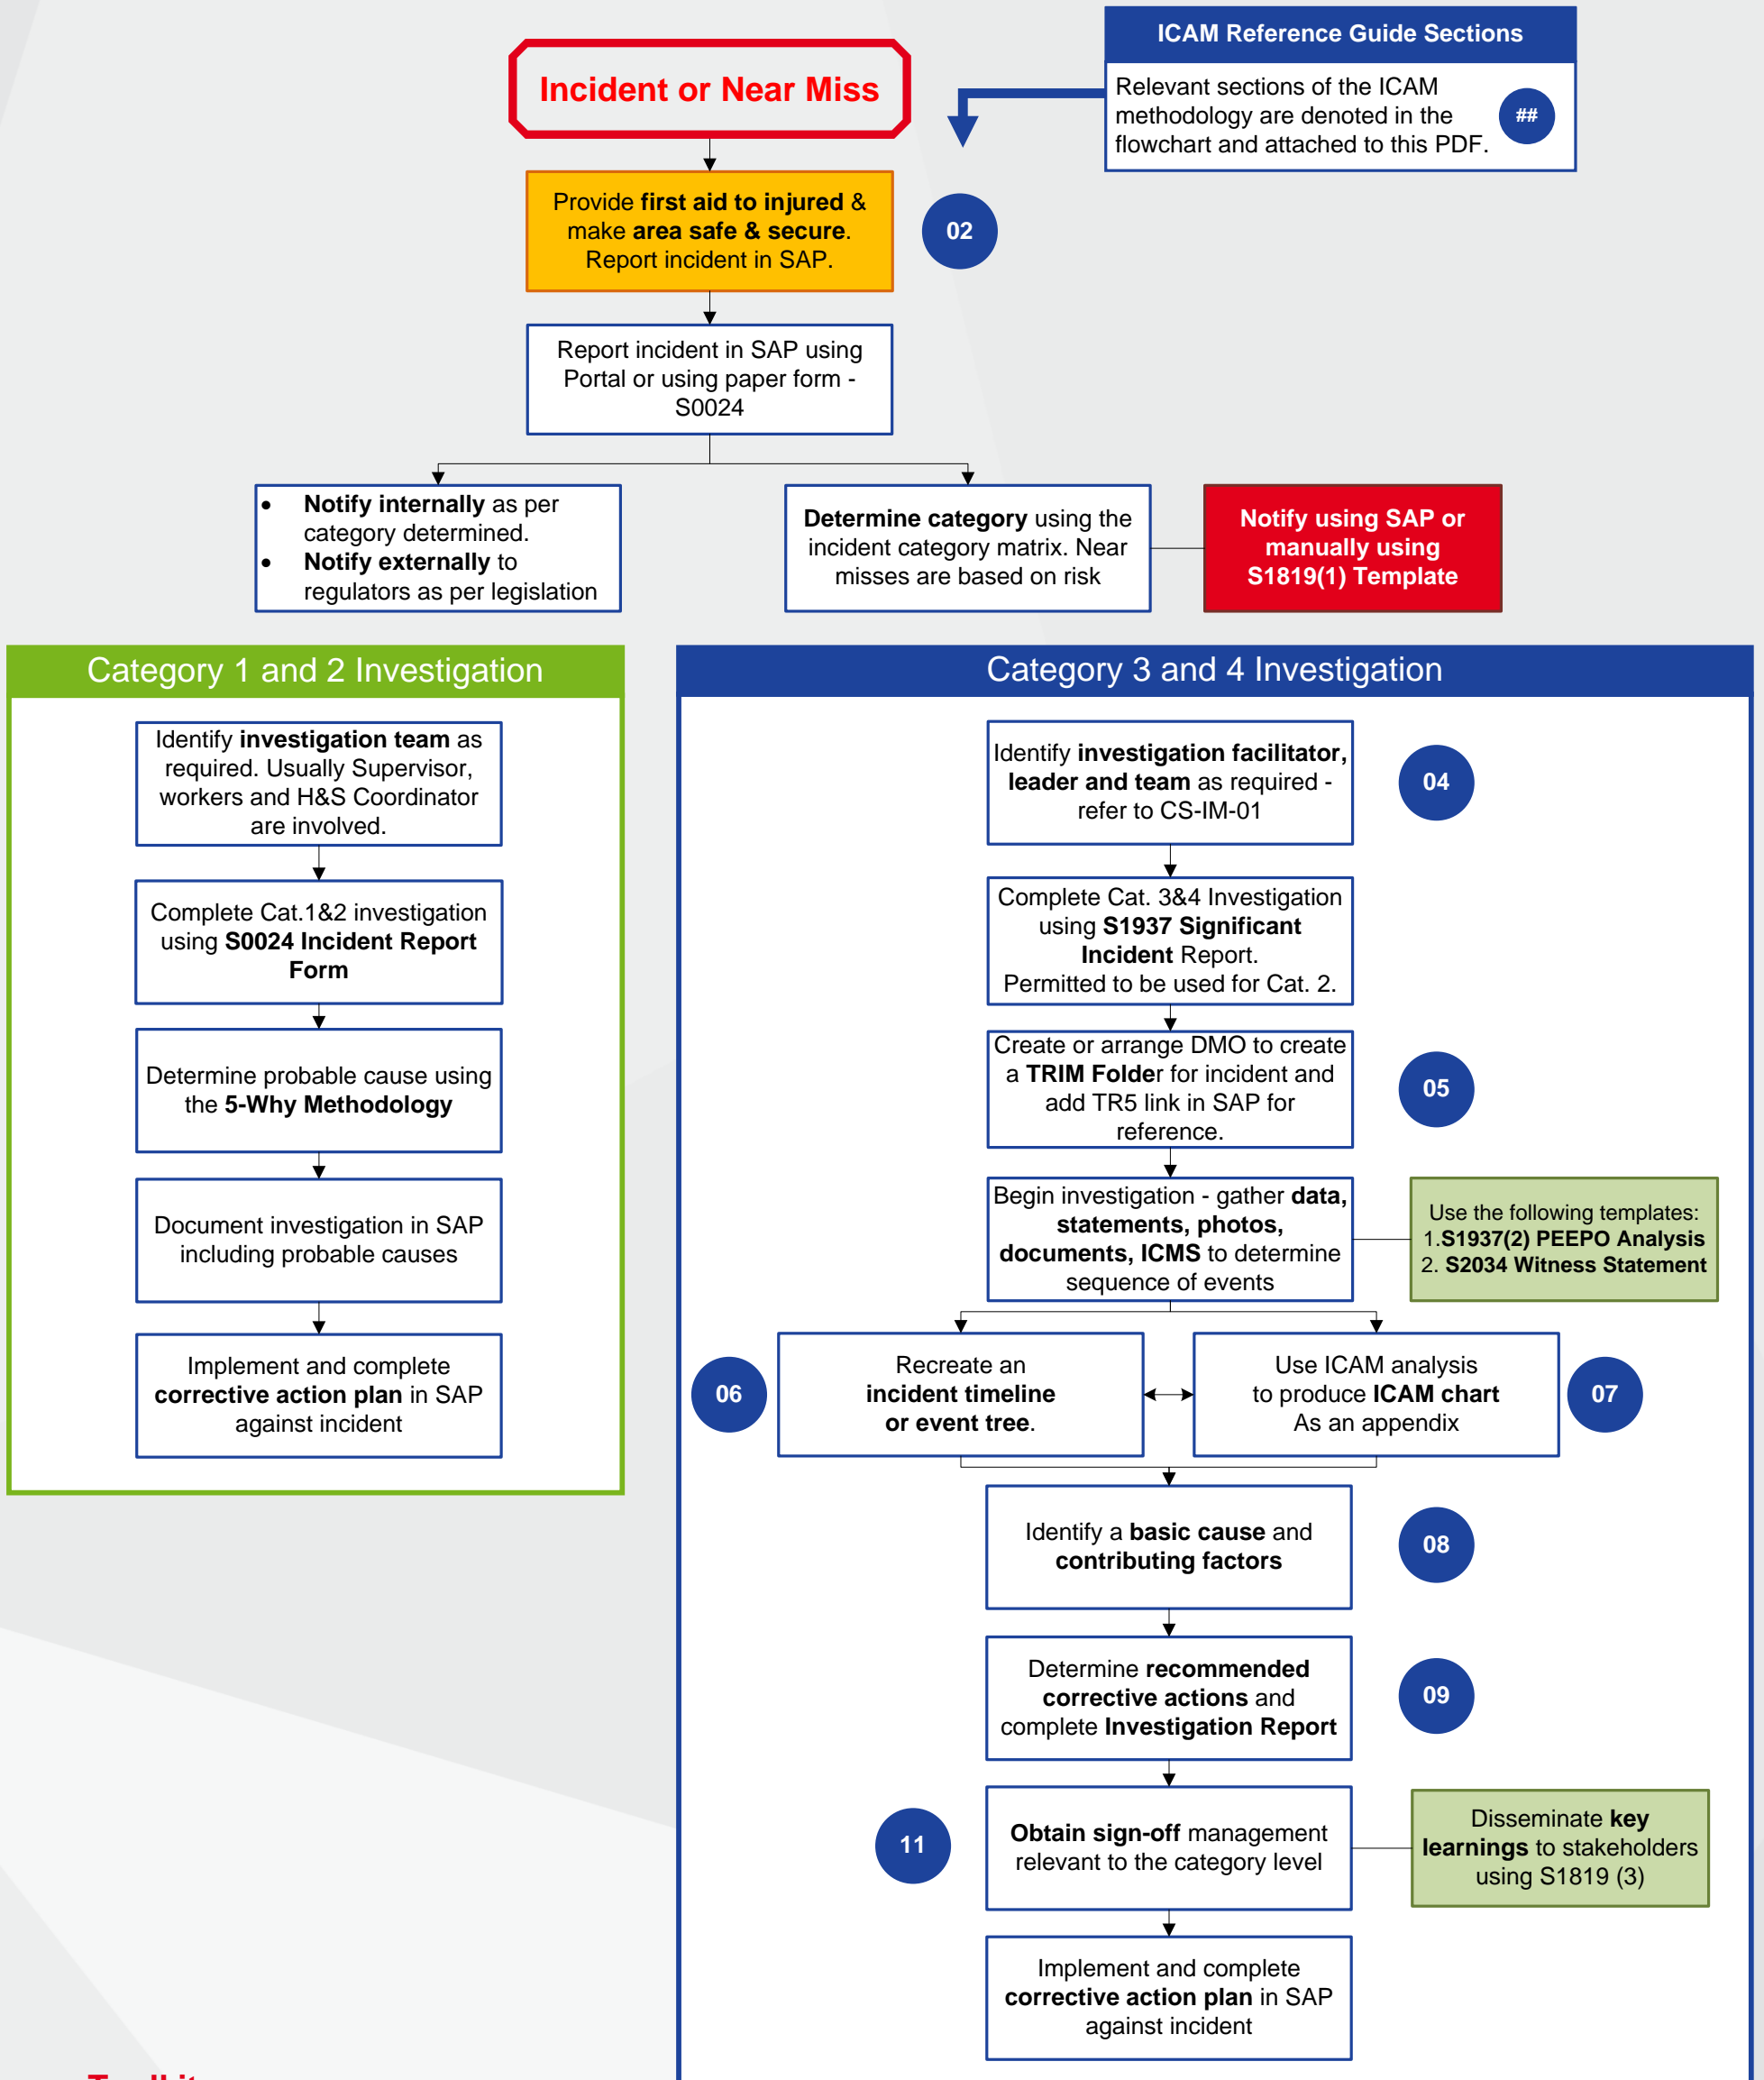 ICAM Reference Guide Sections
Relevant sections of the ICAM
methodology are denoted in the
flowchart and attached to this PDF.
##
Incident or Near Miss
Provide first aid to injured &
make area safe & secure.
Report incident in SAP.
02
Report incident in SAP using
Portal or using paper form -
S0024
• Notify internally as per
category determined.
• Notify externally to
regulators as per legislation
Determine category using the
incident category matrix. Near
misses are based on risk
Notify using SAP or
manually using
S1819(1) Template
Category 1 and 2 Investigation
Identify investigation team as
required. Usually Supervisor,
workers and H&S Coordinator
are involved.
Complete Cat.1&2 investigation
using S0024 Incident Report
Form
Determine probable cause using
the 5-Why Methodology
Document investigation in SAP
including probable causes
Implement and complete
corrective action plan in SAP
against incident
Category 3 and 4 Investigation
Identify investigation facilitator,
leader and team as required -
refer to CS-IM-01
04
Complete Cat. 3&4 Investigation
using S1937 Significant
Incident Report.
Permitted to be used for Cat. 2.
Create or arrange DMO to create
a TRIM Folder for incident and
add TR5 link in SAP for
reference.
05
Begin investigation - gather data,
statements, photos,
documents, ICMS to determine
sequence of events
Use the following templates:
1.S1937(2) PEEPO Analysis
2. S2034 Witness Statement
06
Recreate an
incident timeline
or event tree.
Use ICAM analysis
to produce ICAM chart
As an appendix
07
Identify a basic cause and
contributing factors
08
Determine recommended
corrective actions and
complete Investigation Report
09
11
Obtain sign-off management
relevant to the category level
Disseminate key
learnings to stakeholders
using S1819 (3)
Implement and complete
corrective action plan in SAP
against incident